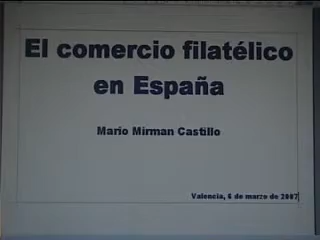 El comercio filatélico
en España
Mario Mirman Castillo
Valencia, 6 de marzo de 2007